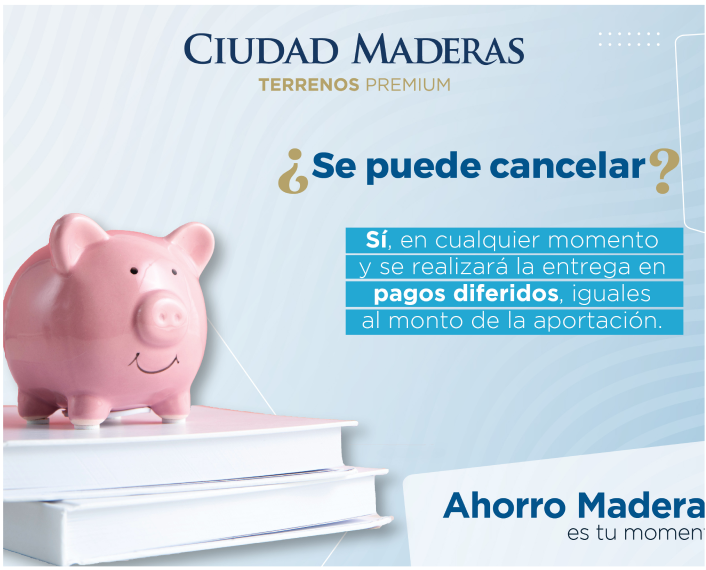 CIUDAD MADERAS
TERRENOS PREMIUM
¿Se puede cancelar?
Sí, en cualquier momento
y se realizará la entrega en
pagos diferidos, iguales
al monto de la aportación.
Ahorro Madera
es tu momen